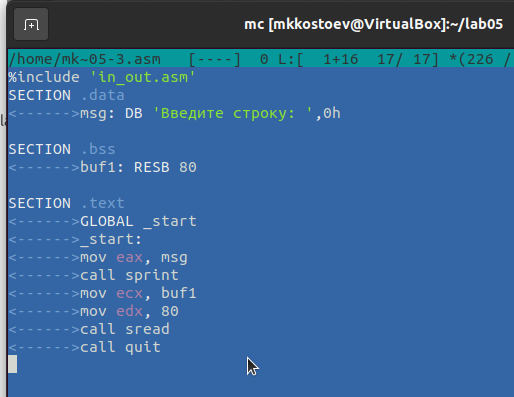 mc [mkkostoev@VirtualBox]:~/lab05
/home/mk~05-3.asm [----] 0 L:[ 1+16 17/ 17] *(226 /
%include 'in_out.asm'
SECTION .data
<------>msg: DB 'Введите строку: ',0h
SECTION .bss
<------>buf1: RESB 80
SECTION .text
<------>GLOBAL _start
<------>_start:
<------>mov eax, msg
<------>call sprint
<------>mov ecx, buf1
<------>mov edx, 80
<------>call sread
<------>call quit